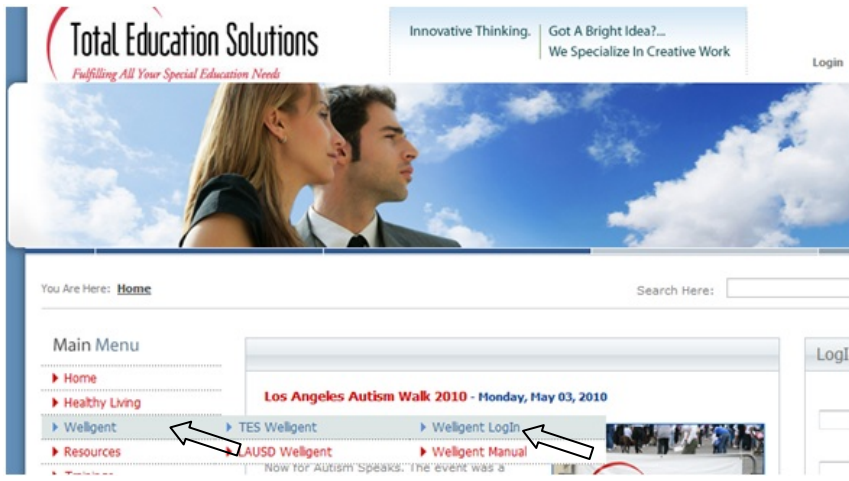 Total Education Solutions
Fulfilling All Your Special Education Needs
Innovative Thinking.
Got A Bright Idea?...
We Specialize In Creative Work
Login
You Are Here: Home
Search Here:
Main Menu
LogI
Home
Healthy Living
Los Angeles Autism Walk 2010 - Monday, May 03, 2010
Welligent
TES Welligent
Welligent LogIn
Resources
LAUSD Welligent
Welligent Manual
Now for Autism Speaks. The event was a